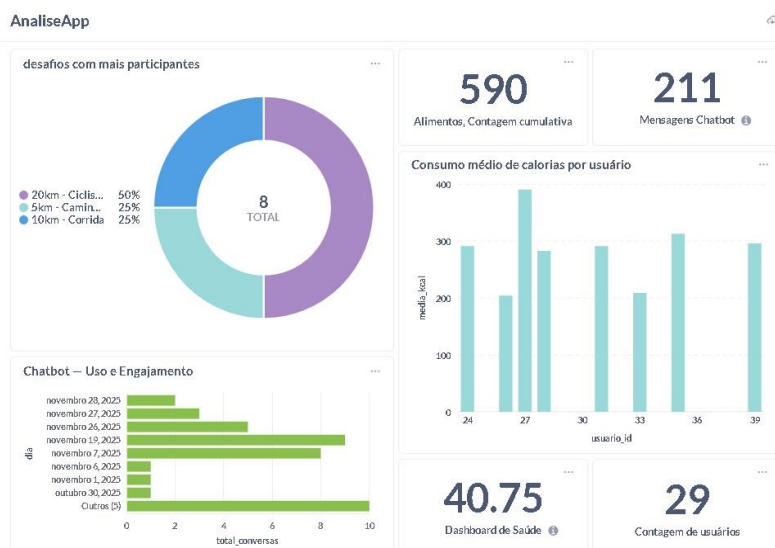 AnaliseApp
desafios com mais participantes
20km - Ciclis... 50%
5km - Camin... 25%
10km - Corrida 25%
8
TOTAL
590
Alimentos, Contagem cumulativa
211
Mensagens Chatbot
Consumo médio de calorias por usuário
400
300
200
100
0
media_kcal
24 27 30 33 36 39
usuario_id
Chatbot — Uso e Engajamento
dia
novembro 28, 2025
novembro 27, 2025
novembro 26, 2025
novembro 19, 2025
novembro 7, 2025
novembro 6, 2025
novembro 1, 2025
outubro 30, 2025
Outros (5)
0 2 4 6 8 10
total_conversas
40.75
Dashboard de Saúde
29
Contagem de usuários